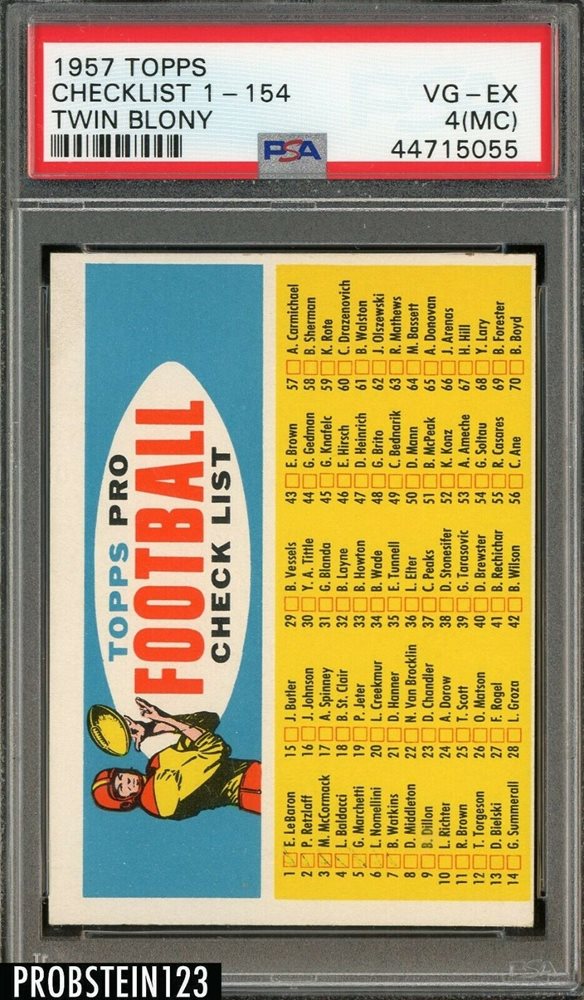 1957 TOPPS
CHECKLIST 1-154
TWIN BLONY
VG-EX
4(MC)
PSA
44715055
TOPPS PRO
FOOTBALL
CHECK LIST
1 E. LeBaron
2 P. Retzlaff
3 M. McCormack
4 L. Baldacci
5 G. Marchetti
6 L. Nomellini
7 B. Watkins
8 D. Middleton
9 B. Dillon
10 L. Richter
11 R. Brown
12 T. Torgeson
13 D. Bielski
14 G. Summerall
15 J. Butler
16 J. Johnson
17 A. Spinney
18 B. St. Clair
19 P. Jeter
20 L. Creekmur
21 D. Hanner
22 N. Van Brocklin
23 D. Chandler
24 A. Dorow
25 T. Scott
26 O. Matson
27 F. Rogel
28 L. Groza
29 B. Vessels
30 Y. A. Tittle
31 G. Blanda
32 B. Layne
33 B. Howton
34 B. Wade
35 E. Tunnell
36 L. Elter
37 C. Peaks
38 D. Stonesifer
39 G. Tarasovic
40 D. Brewster
41 B. Rechichar
42 B. Wilson
43 E. Brown
44 G. Gedman
45 G. Knafelc
46 E. Hirsch
47 D. Heinrich
48 G. Brito
49 C. Bednarik
50 D. Mann
51 B. McPeak
52 K. Konz
53 A. Ameche
54 G. Soltau
55 R. Casares
56 C. Ane
57 A. Carmichael
58 B. Sherman
59 K. Rote
60 C. Drazenovich
61 B. Walston
62 J. Olszewski
63 R. Mathews
64 M. Bassett
65 A. Donovan
66 J. Arenas
67 H. Hill
68 Y. Lary
69 B. Forester
70 B. Boyd
PSA
PROBSTEIN123